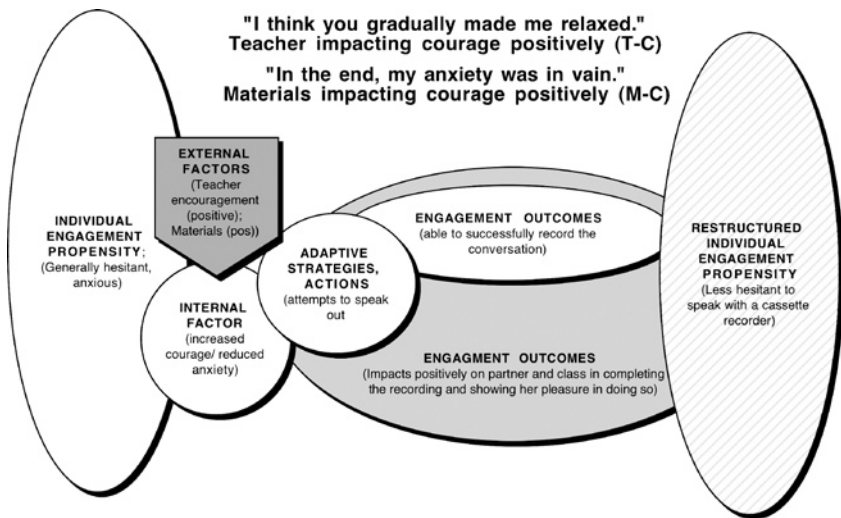 "I think you gradually made me relaxed."
Teacher impacting courage positively (T-C)
"In the end, my anxiety was in vain."
Materials impacting courage positively (M-C)
EXTERNAL
FACTORS
(Teacher
encouragement
(positive);
Materials (pos))
INDIVIDUAL
ENGAGEMENT
PROPENSITY;
(Generally hesitant,
anxious)
INTERNAL
FACTOR
(increased
courage/ reduced
anxiety)
ADAPTIVE
STRATEGIES,
ACTIONS
(attempts to speak
out
ENGAGEMENT OUTCOMES
(able to successfully record the
conversation)
ENGAGMENT OUTCOMES
(Impacts positively on partner and class in completing
the recording and showing her pleasure in doing so)
RESTRUCTURED
INDIVIDUAL
ENGAGEMENT
PROPENSITY
(Less hesitant to
speak with a cassette
recorder)